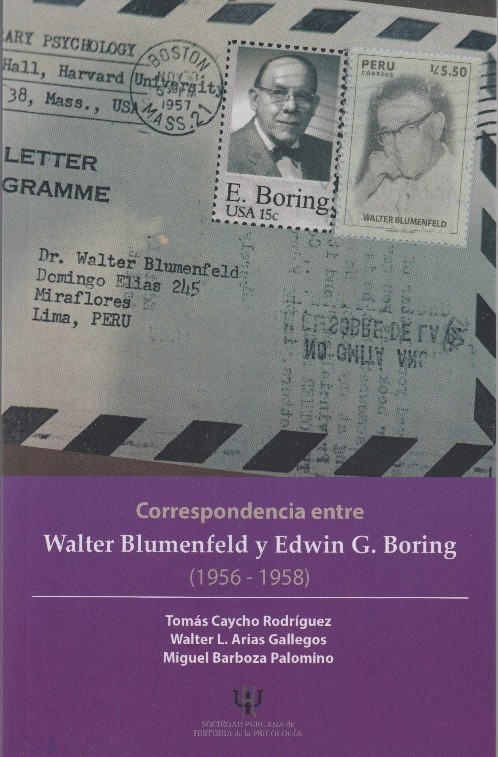 ARY PSYCHOLOGY
Hall, Harvard University
38, Mass., USA
BOSTON
1957
MASS.
LETTER
GRAMME
E. Boring
USA 15c
PERU
CORREOS
I/. 5.50
WALTER BLUMENFELD
Dr. Walter Blumenfeld
Domingo Elias 245
Miraflores
Lima, PERU
Correspondencia entre
Walter Blumenfeld y Edwin G. Boring
(1956 - 1958)
Tomás Caycho Rodríguez
Walter L. Arias Gallegos
Miguel Barboza Palomino
SOCIEDAD PERUANA de
HISTORIA de la PSICOLOGÍA